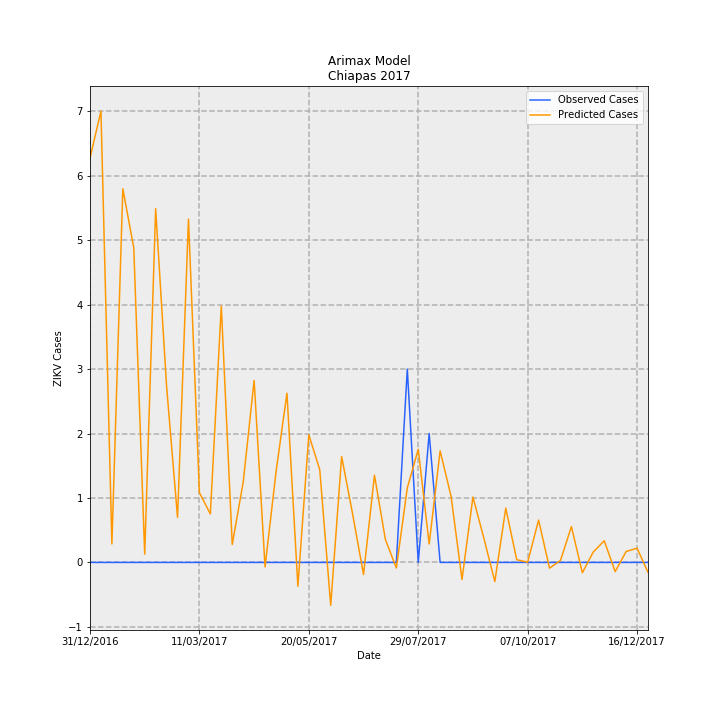 Arimax Model
Chiapas 2017
Observed Cases
Predicted Cases
7
6
5
4
3
2
1
0
−1
ZIKV Cases
31/12/2016 11/03/2017 20/05/2017 29/07/2017 07/10/2017 16/12/2017
Date